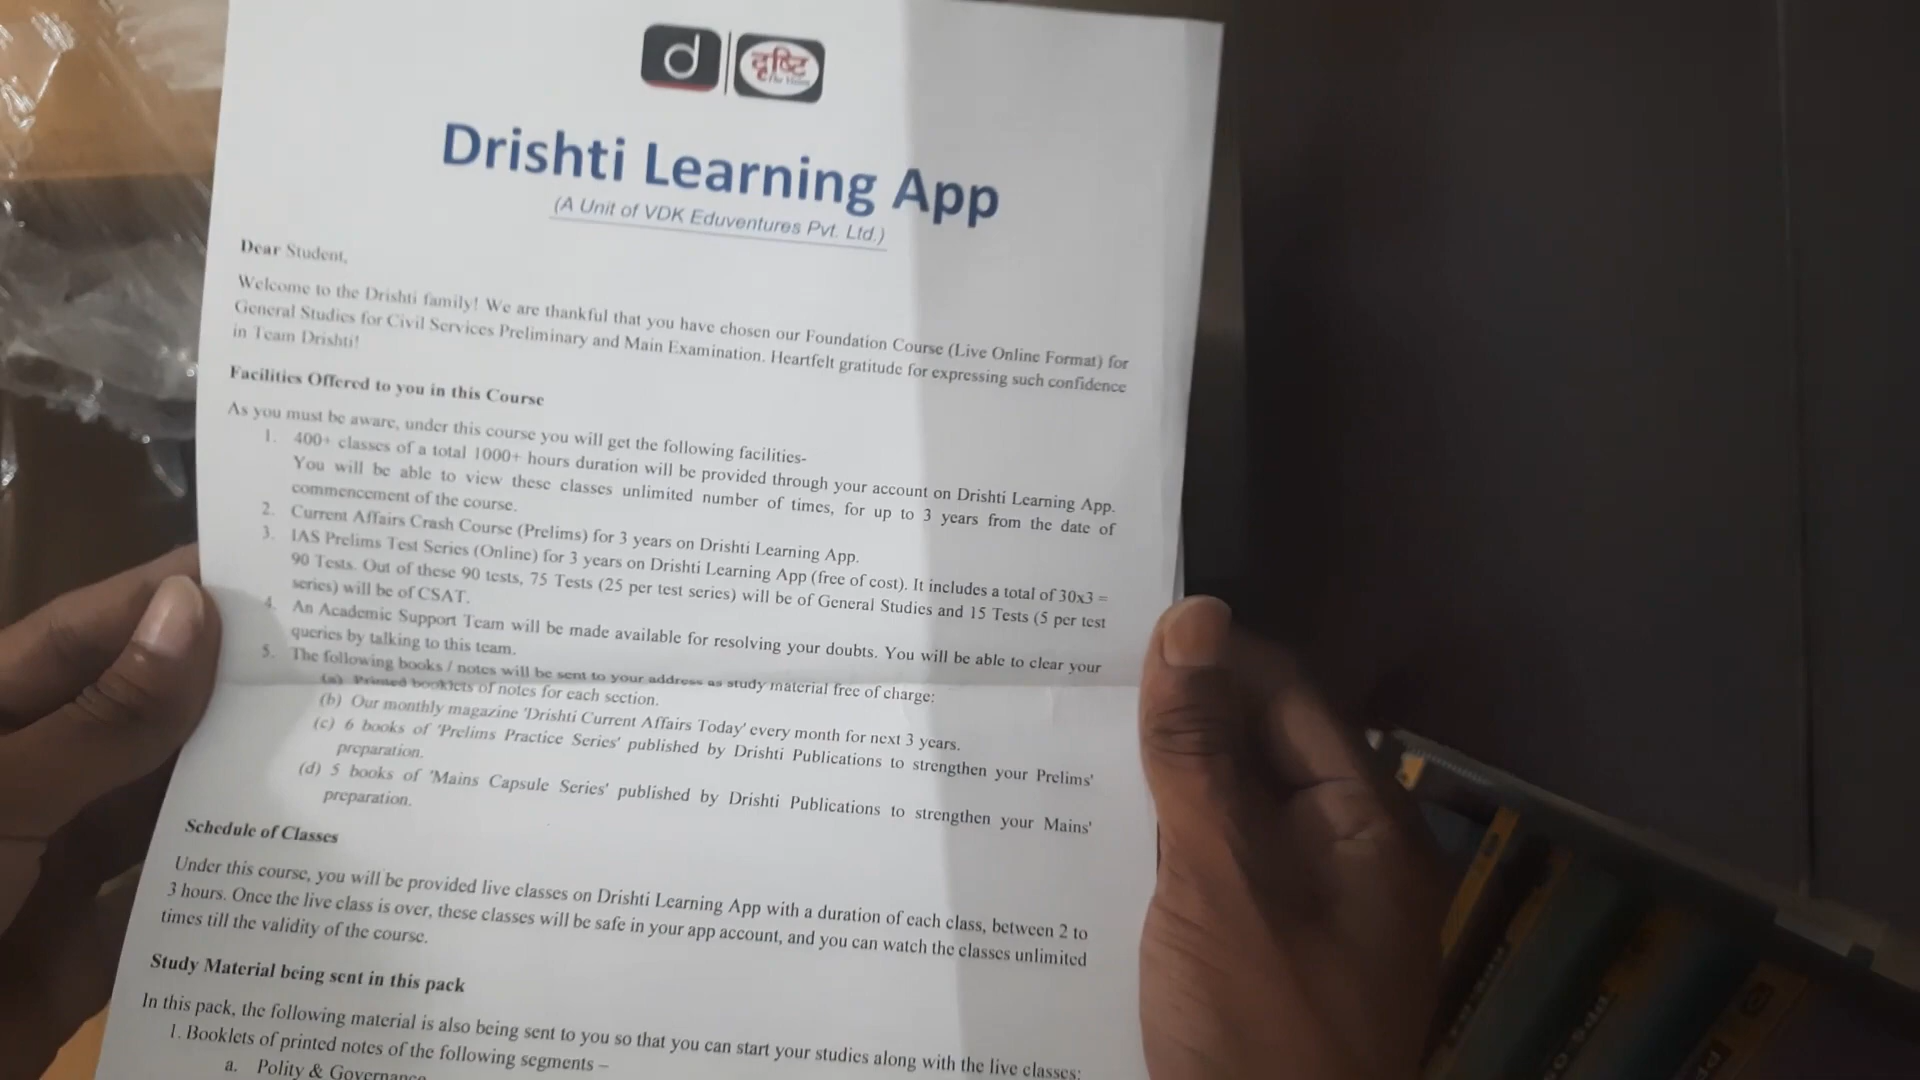 d
दृष्टि
The Vision
Drishti Learning App
(A Unit of VDK Eduventures Pvt. Ltd.)
Dear Student,
Welcome to the Drishti family! We are thankful that you have chosen our Foundation Course (Live Online Format) for
General Studies for Civil Services Preliminary and Main Examination. Heartfelt gratitude for expressing such confidence
in Team Drishti!
Facilities Offered to you in this Course
As you must be aware, under this course you will get the following facilities-
1. 400+ classes of a total 1000+ hours duration will be provided through your account on Drishti Learning App.
You will be able to view these classes unlimited number of times, for up to 3 years from the date of
commencement of the course.
2. Current Affairs Crash Course (Prelims) for 3 years on Drishti Learning App.
3. IAS Prelims Test Series (Online) for 3 years on Drishti Learning App (free of cost). It includes a total of 30x3 =
90 Tests. Out of these 90 tests, 75 Tests (25 per test series) will be of General Studies and 15 Tests (5 per test
series) will be of CSAT.
4. An Academic Support Team will be made available for resolving your doubts. You will be able to clear your
queries by talking to this team.
5. The following books / notes will be sent to your address as study material free of charge:
(a) Printed booklets of notes for each section.
(b) Our monthly magazine 'Drishti Current Affairs Today' every month for next 3 years.
(c) 6 books of 'Prelims Practice Series' published by Drishti Publications to strengthen your Prelims'
preparation.
(d) 5 books of 'Mains Capsule Series' published by Drishti Publications to strengthen your Mains'
preparation.
Schedule of Classes
Under this course, you will be provided live classes on Drishti Learning App with a duration of each class, between 2 to
3 hours. Once the live class is over, these classes will be safe in your app account, and you can watch the classes unlimited
times till the validity of the course.
Study Material being sent in this pack
In this pack, the following material is also being sent to you so that you can start your studies along with the live classes:
1. Booklets of printed notes of the following segments –
a. Polity & Governance